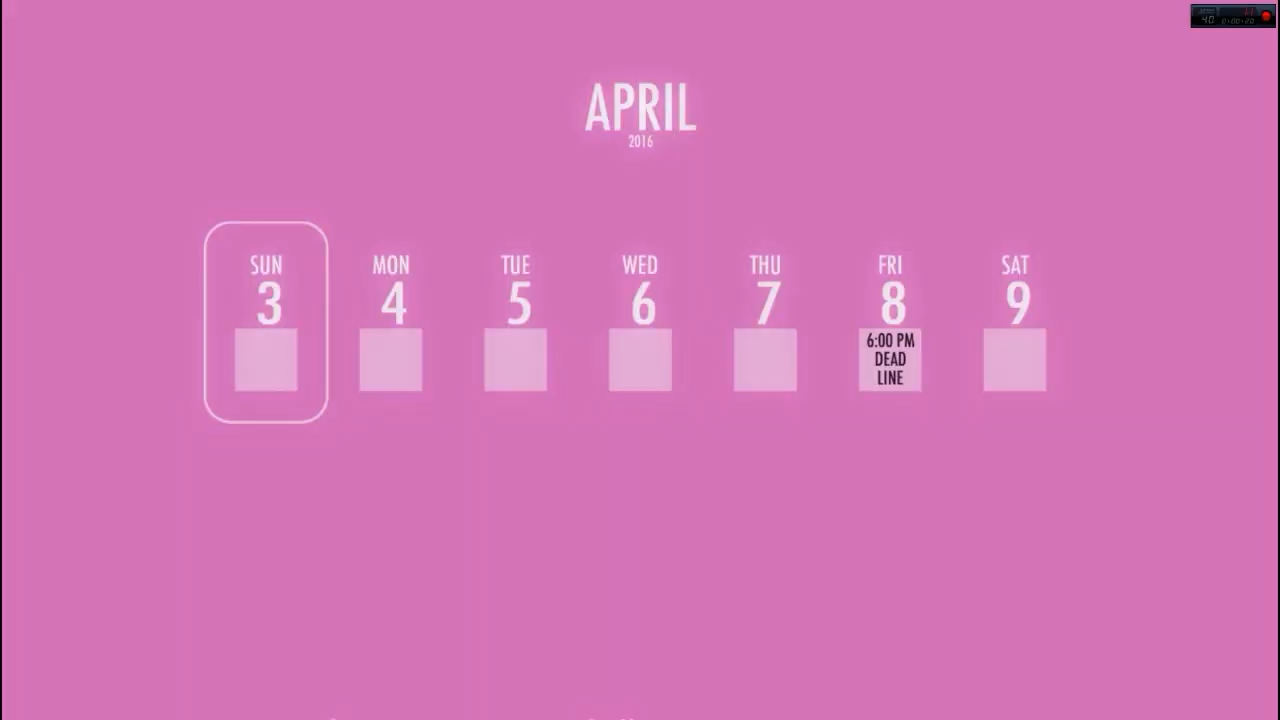 APRIL
2016
SUN MON TUE WED THU FRI SAT
3 4 5 6 7 8 9
6:00 PM
DEAD
LINE
40